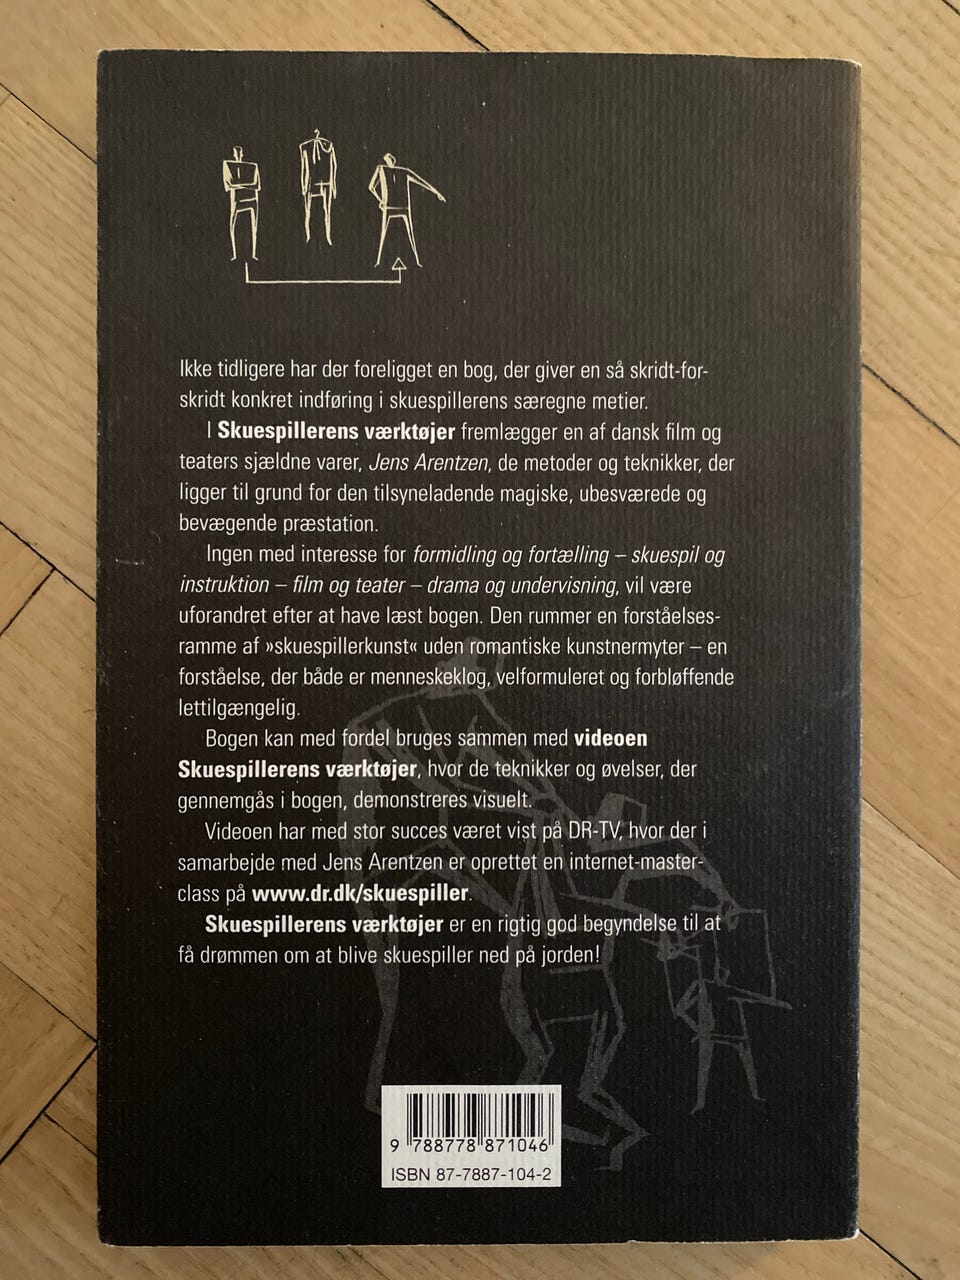 Ikke tidligere har der foreligget en bog, der giver en så skridt-for-
skridt konkret indføring i skuespillerens særegne metier.
I Skuespillerens værktøjer fremlægger en af dansk film og
teaters sjældne varer, Jens Arentzen, de metoder og teknikker, der
ligger til grund for den tilsyneladende magiske, ubesværede og
bevægende præstation.
Ingen med interesse for formidling og fortælling – skuespil og
instruktion – film og teater – drama og undervisning, vil være
uforandret efter at have læst bogen. Den rummer en forståelses-
ramme af »skuespillerkunst« uden romantiske kunstnermyter – en
forståelse, der både er menneskeklog, velformuleret og forbløffende
lettilgængelig.
Bogen kan med fordel bruges sammen med videoen
Skuespillerens værktøjer, hvor de teknikker og øvelser, der
gennemgås i bogen, demonstreres visuelt.
Videoen har med stor succes været vist på DR-TV, hvor der i
samarbejde med Jens Arentzen er oprettet en internet-master-
class på www.dr.dk/skuespiller.
Skuespillerens værktøjer er en rigtig god begyndelse til at
få drømmen om at blive skuespiller ned på jorden!
9 788778 871046
ISBN 87-7887-104-2